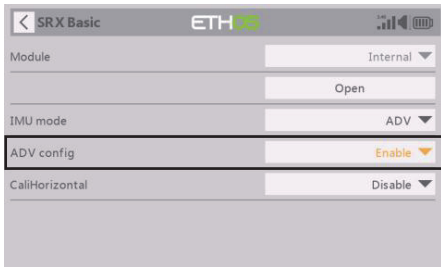 SRX Basic ETHOS
Module Internal
Open
IMU mode ADV
ADV config Enable
CaliHorizontal Disable